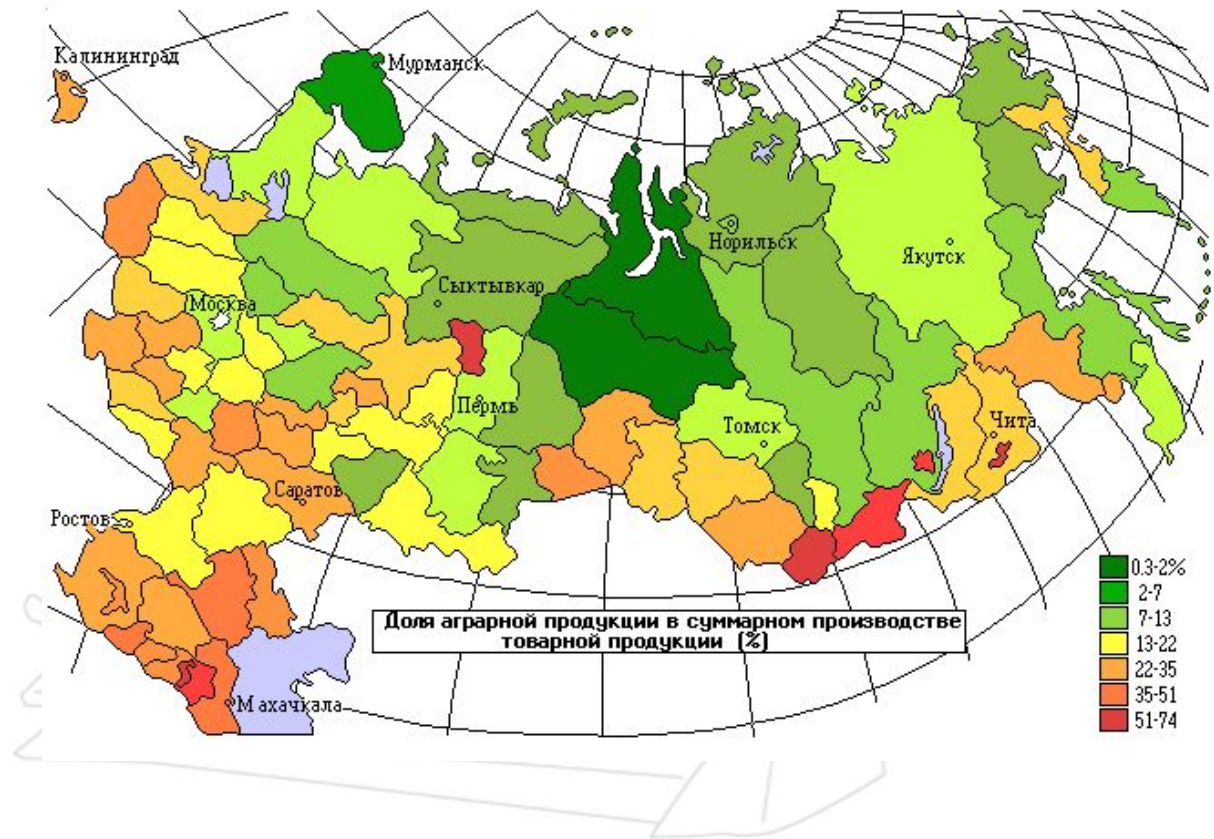 Калининград
Мурманск
Норильск
Якутск
Сыктывкар
Москва
Пермь
Томск
Чита
Саратов
Ростов
Махачкала
Доля аграрной продукции в суммарном производстве
товарной продукции (%)
0.3-2%
2-7
7-13
13-22
22-35
35-51
51-74